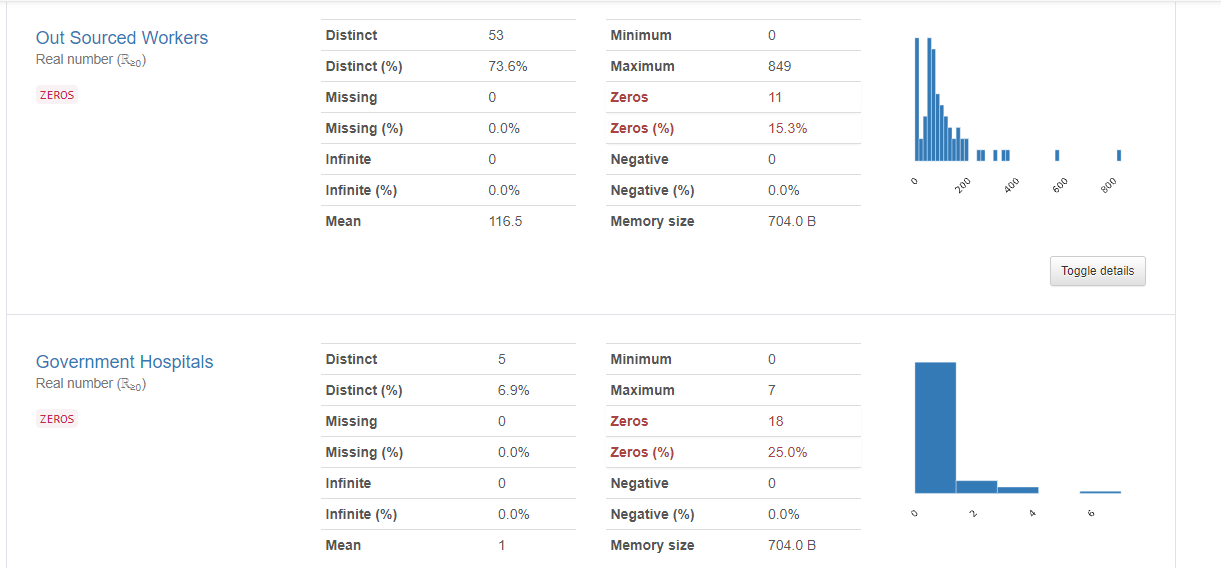 Out Sourced Workers
Real number (ℝ≥0)
ZEROS
Distinct 53
Distinct (%) 73.6%
Missing 0
Missing (%) 0.0%
Infinite 0
Infinite (%) 0.0%
Mean 116.5
Minimum 0
Maximum 849
Zeros 11
Zeros (%) 15.3%
Negative 0
Negative (%) 0.0%
Memory size 704.0 B
0 200 400 600 800
Toggle details
Government Hospitals
Real number (ℝ≥0)
ZEROS
Distinct 5
Distinct (%) 6.9%
Missing 0
Missing (%) 0.0%
Infinite 0
Infinite (%) 0.0%
Mean 1
Minimum 0
Maximum 7
Zeros 18
Zeros (%) 25.0%
Negative 0
Negative (%) 0.0%
Memory size 704.0 B
0 2 4 6